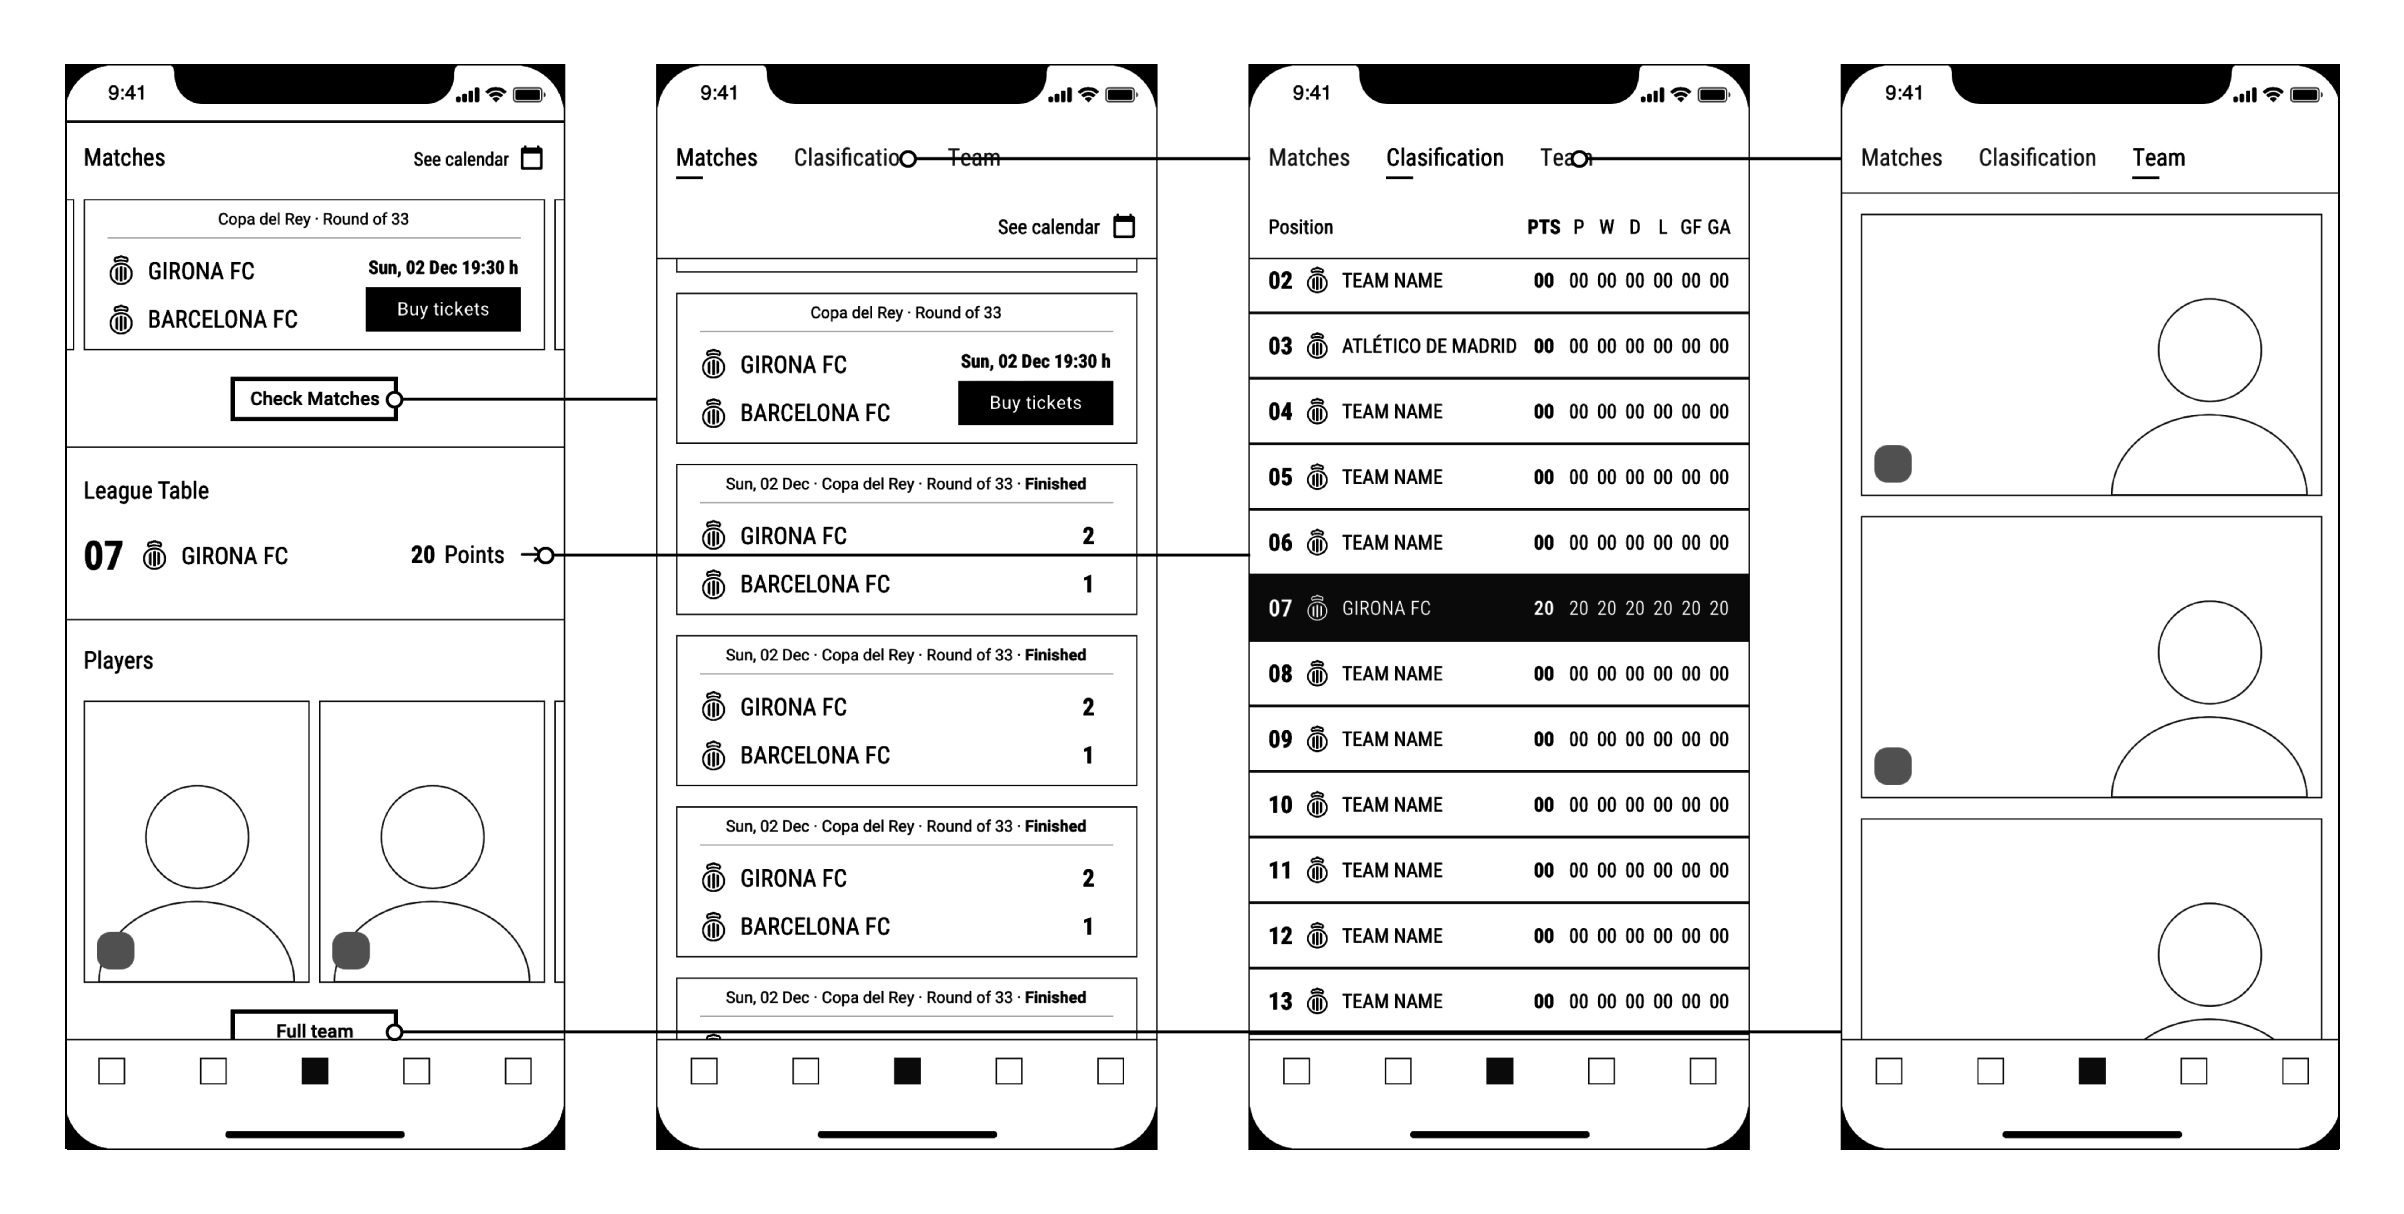 9:41
Matches
See calendar
Copa del Rey · Round of 33
GIRONA FC
Sun, 02 Dec 19:30 h
BARCELONA FC
Buy tickets
Check Matches
League Table
07 GIRONA FC 20 Points
Players
Full team
9:41
Matches Clasification Team
See calendar
Copa del Rey · Round of 33
GIRONA FC
Sun, 02 Dec 19:30 h
BARCELONA FC
Buy tickets
Sun, 02 Dec · Copa del Rey · Round of 33 · Finished
GIRONA FC 2
BARCELONA FC 1
Sun, 02 Dec · Copa del Rey · Round of 33 · Finished
GIRONA FC 2
BARCELONA FC 1
Sun, 02 Dec · Copa del Rey · Round of 33 · Finished
GIRONA FC 2
BARCELONA FC 1
Sun, 02 Dec · Copa del Rey · Round of 33 · Finished
9:41
Matches Clasification Team
Position PTS P W D L GF GA
02 TEAM NAME 00 00 00 00 00 00 00
03 ATLÉTICO DE MADRID 00 00 00 00 00 00 00
04 TEAM NAME 00 00 00 00 00 00 00
05 TEAM NAME 00 00 00 00 00 00 00
06 TEAM NAME 00 00 00 00 00 00 00
07 GIRONA FC 20 20 20 20 20 20 20
08 TEAM NAME 00 00 00 00 00 00 00
09 TEAM NAME 00 00 00 00 00 00 00
10 TEAM NAME 00 00 00 00 00 00 00
11 TEAM NAME 00 00 00 00 00 00 00
12 TEAM NAME 00 00 00 00 00 00 00
13 TEAM NAME 00 00 00 00 00 00 00
9:41
Matches Clasification Team